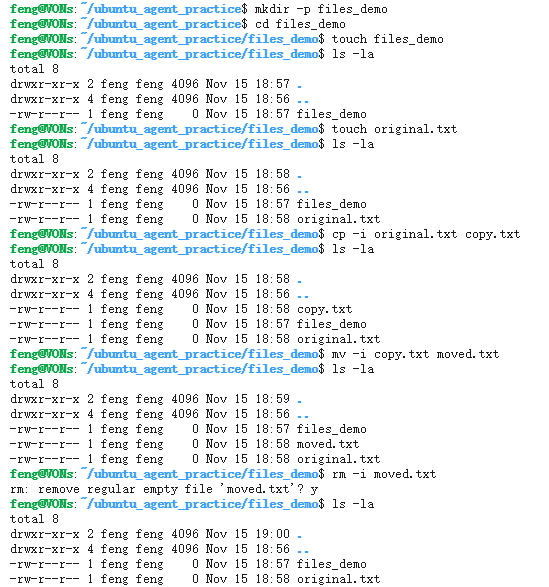 feng@VONs:~/ubuntu_agent_practice$ mkdir -p files_demo
feng@VONs:~/ubuntu_agent_practice$ cd files_demo
feng@VONs:~/ubuntu_agent_practice/files_demo$ touch files_demo
feng@VONs:~/ubuntu_agent_practice/files_demo$ ls -la
total 8
drwxr-xr-x 2 feng feng 4096 Nov 15 18:57 .
drwxr-xr-x 4 feng feng 4096 Nov 15 18:56 ..
-rw-r--r-- 1 feng feng    0 Nov 15 18:57 files_demo
feng@VONs:~/ubuntu_agent_practice/files_demo$ touch original.txt
feng@VONs:~/ubuntu_agent_practice/files_demo$ ls -la
total 8
drwxr-xr-x 2 feng feng 4096 Nov 15 18:58 .
drwxr-xr-x 4 feng feng 4096 Nov 15 18:56 ..
-rw-r--r-- 1 feng feng    0 Nov 15 18:57 files_demo
-rw-r--r-- 1 feng feng    0 Nov 15 18:58 original.txt
feng@VONs:~/ubuntu_agent_practice/files_demo$ cp -i original.txt copy.txt
feng@VONs:~/ubuntu_agent_practice/files_demo$ ls -la
total 8
drwxr-xr-x 2 feng feng 4096 Nov 15 18:58 .
drwxr-xr-x 4 feng feng 4096 Nov 15 18:56 ..
-rw-r--r-- 1 feng feng    0 Nov 15 18:58 copy.txt
-rw-r--r-- 1 feng feng    0 Nov 15 18:57 files_demo
-rw-r--r-- 1 feng feng    0 Nov 15 18:58 original.txt
feng@VONs:~/ubuntu_agent_practice/files_demo$ mv -i copy.txt moved.txt
feng@VONs:~/ubuntu_agent_practice/files_demo$ ls -la
total 8
drwxr-xr-x 2 feng feng 4096 Nov 15 18:59 .
drwxr-xr-x 4 feng feng 4096 Nov 15 18:56 ..
-rw-r--r-- 1 feng feng    0 Nov 15 18:57 files_demo
-rw-r--r-- 1 feng feng    0 Nov 15 18:58 moved.txt
-rw-r--r-- 1 feng feng    0 Nov 15 18:58 original.txt
feng@VONs:~/ubuntu_agent_practice/files_demo$ rm -i moved.txt
rm: remove regular empty file 'moved.txt'? y
feng@VONs:~/ubuntu_agent_practice/files_demo$ ls -la
total 8
drwxr-xr-x 2 feng feng 4096 Nov 15 19:00 .
drwxr-xr-x 4 feng feng 4096 Nov 15 18:56 ..
-rw-r--r-- 1 feng feng    0 Nov 15 18:57 files_demo
-rw-r--r-- 1 feng feng    0 Nov 15 18:58 original.txt